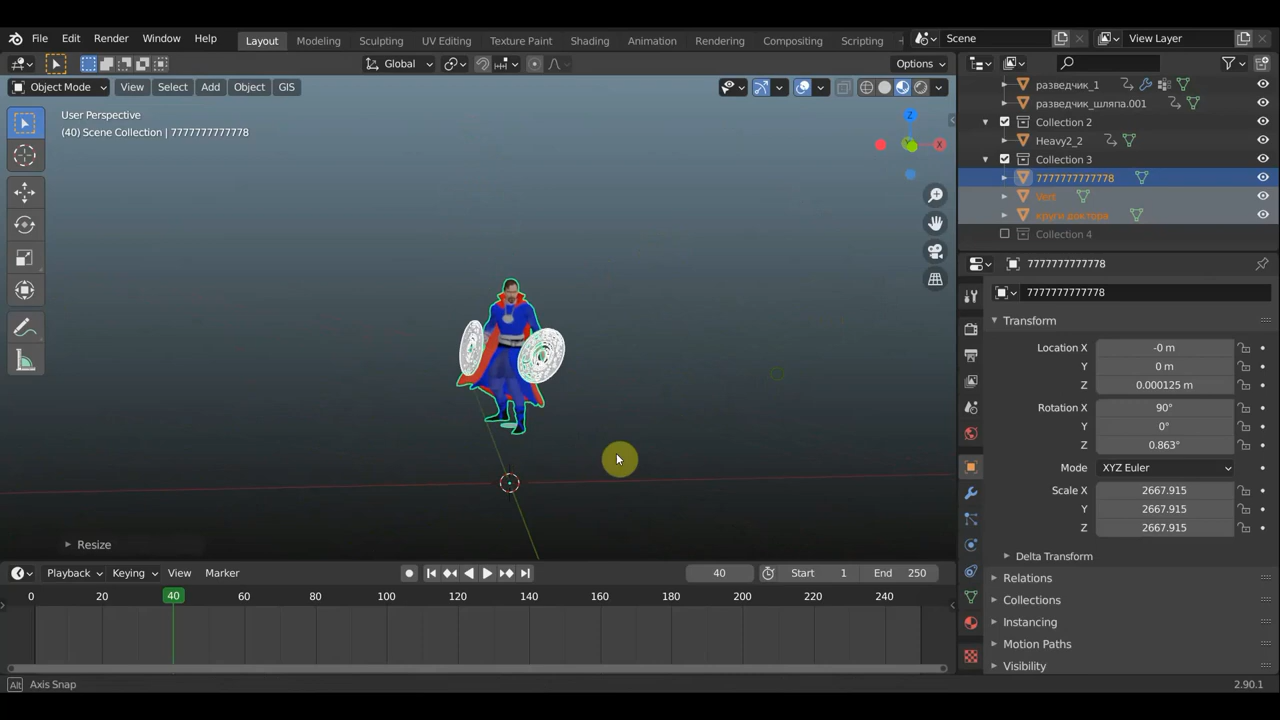 File Edit Render Window Help Layout Modeling Sculpting UV Editing Texture Paint Shading Animation Rendering Compositing Scripting Scene View Layer
Global Options
Object Mode View Select Add Object GIS
User Perspective
(40) Scene Collection | 7777777777778
разведчик_1
разведчик_шляпа.001
Collection 2
Heavy2_2
Collection 3
7777777777778
Vert
круги доктора
Collection 4
7777777777778
7777777777778
Transform
Location X -0 m
Y 0 m
Z 0.000125 m
Rotation X 90°
Y 0°
Z 0.863°
Mode XYZ Euler
Scale X 2667.915
Y 2667.915
Z 2667.915
Delta Transform
Relations
Collections
Instancing
Motion Paths
Visibility
X
Y
Z
Resize
Playback Keying View Marker 40 Start 1 End 250
0 20 40 60 80 100 120 140 160 180 200 220 240
Alt Axis Snap 2.90.1